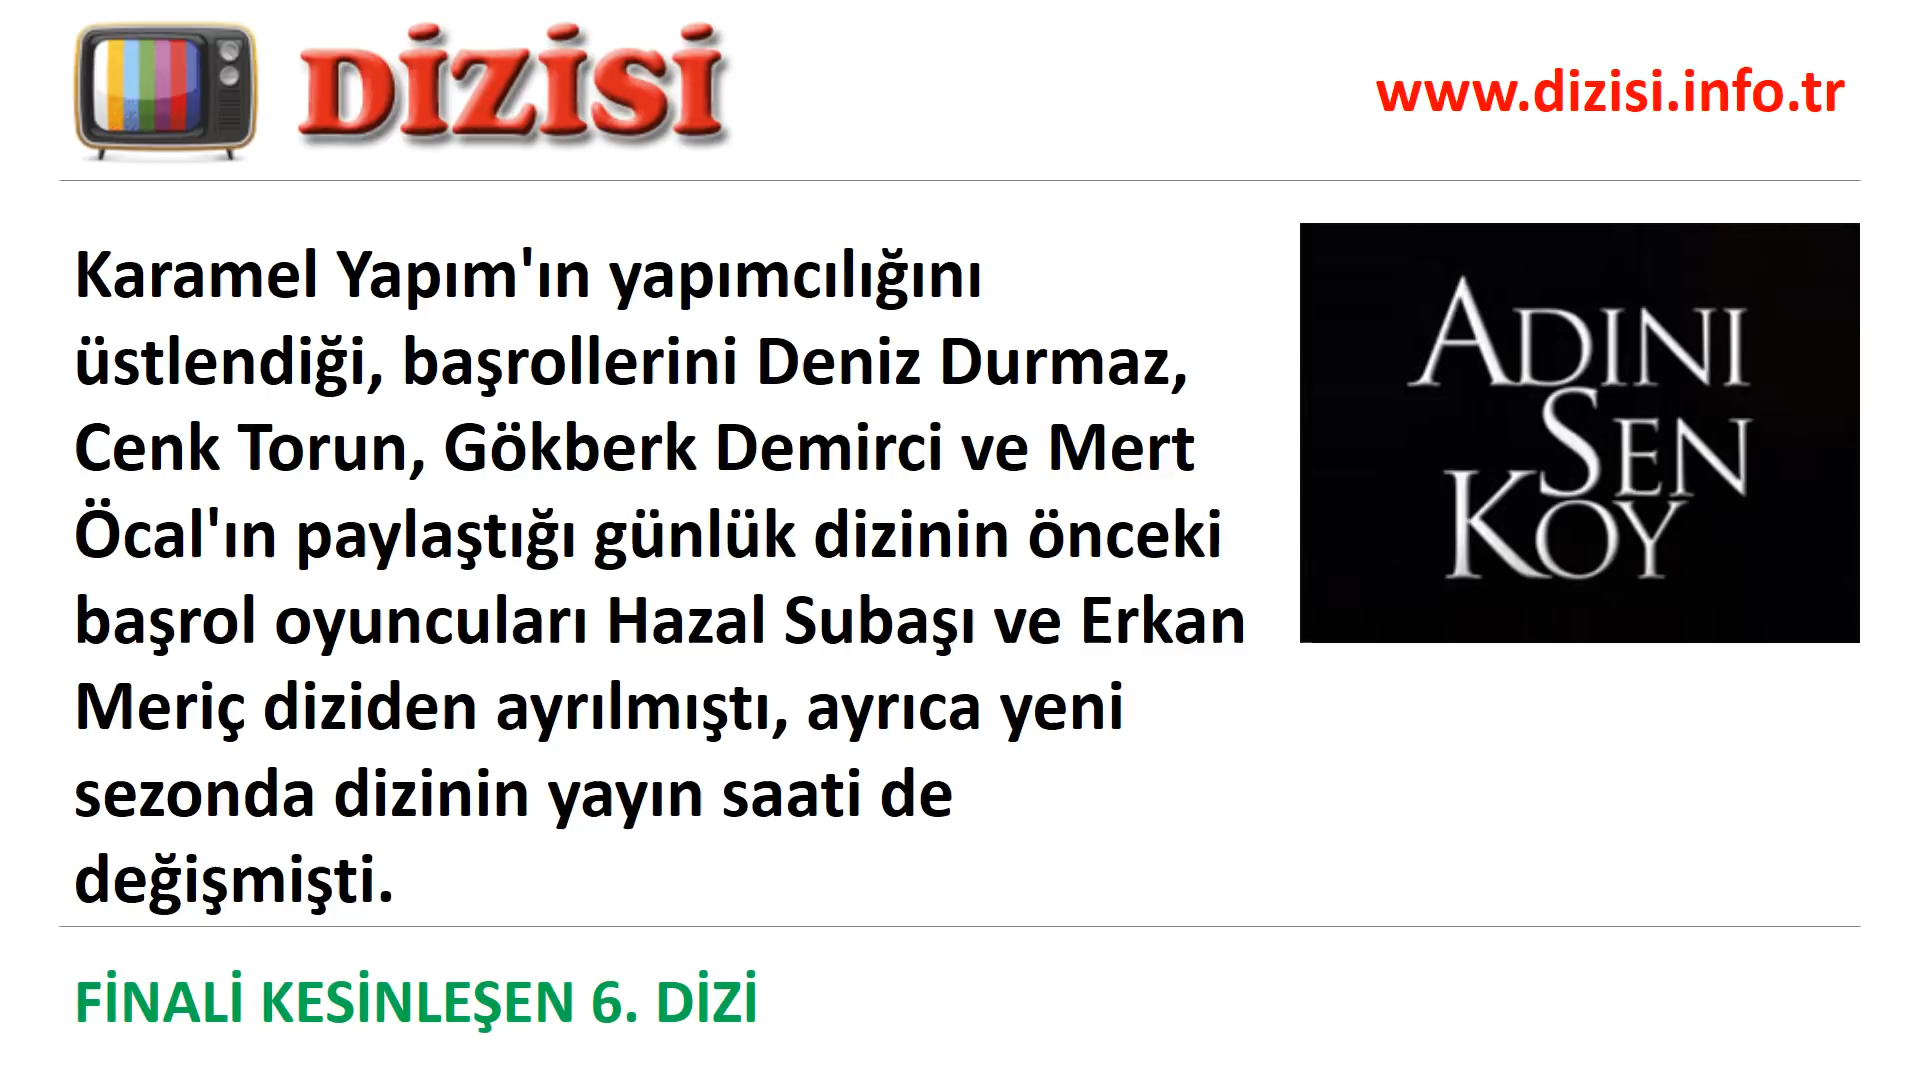 DİZİSİ
www.dizisi.info.tr
Karamel Yapım'ın yapımcılığını
üstlendiği, başrollerini Deniz Durmaz,
Cenk Torun, Gökberk Demirci ve Mert
Öcal'ın paylaştığı günlük dizinin önceki
başrol oyuncuları Hazal Subaşı ve Erkan
Meriç diziden ayrılmıştı, ayrıca yeni
sezonda dizinin yayın saati de
değişmişti.
ADINI
SEN
KOY
FİNALİ KESİNLEŞEN 6. DİZİ